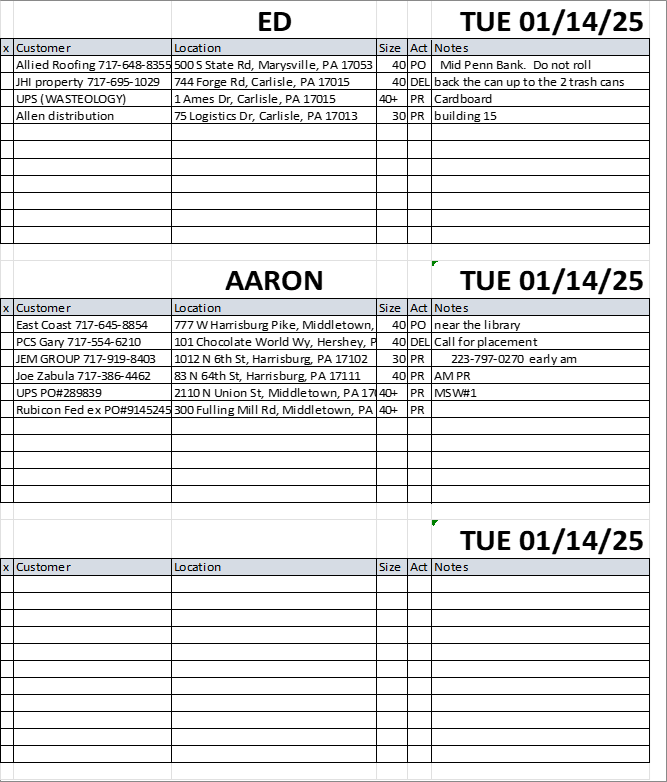 ED TUE 01/14/25
x Customer Location Size Act Notes
Allied Roofing 717-648-8355 500 S State Rd, Marysville, PA 17053 40 PO Mid Penn Bank. Do not roll
JHI property 717-695-1029 744 Forge Rd, Carlisle, PA 17015 40 DEL back the can up to the 2 trash cans
UPS (WASTEOLOGY) 1 Ames Dr, Carlisle, PA 17015 40+ PR Cardboard
Allen distribution 75 Logistics Dr, Carlisle, PA 17013 30 PR building 15
AARON TUE 01/14/25
x Customer Location Size Act Notes
East Coast 717-645-8854 777 W Harrisburg Pike, Middletown, 40 PO near the library
PCS Gary 717-554-6210 101 Chocolate World Wy, Hershey, P 40 DEL Call for placement
JEM GROUP 717-919-8403 1012 N 6th St, Harrisburg, PA 17102 30 PR 223-797-0270 early am
Joe Zabula 717-386-4462 83 N 64th St, Harrisburg, PA 17111 40 PR AM PR
UPS PO#289839 2110 N Union St, Middletown, PA 170 40+ PR MSW#1
Rubicon Fed ex PO#9145245 300 Fulling Mill Rd, Middletown, PA 40+ PR
TUE 01/14/25
x Customer Location Size Act Notes